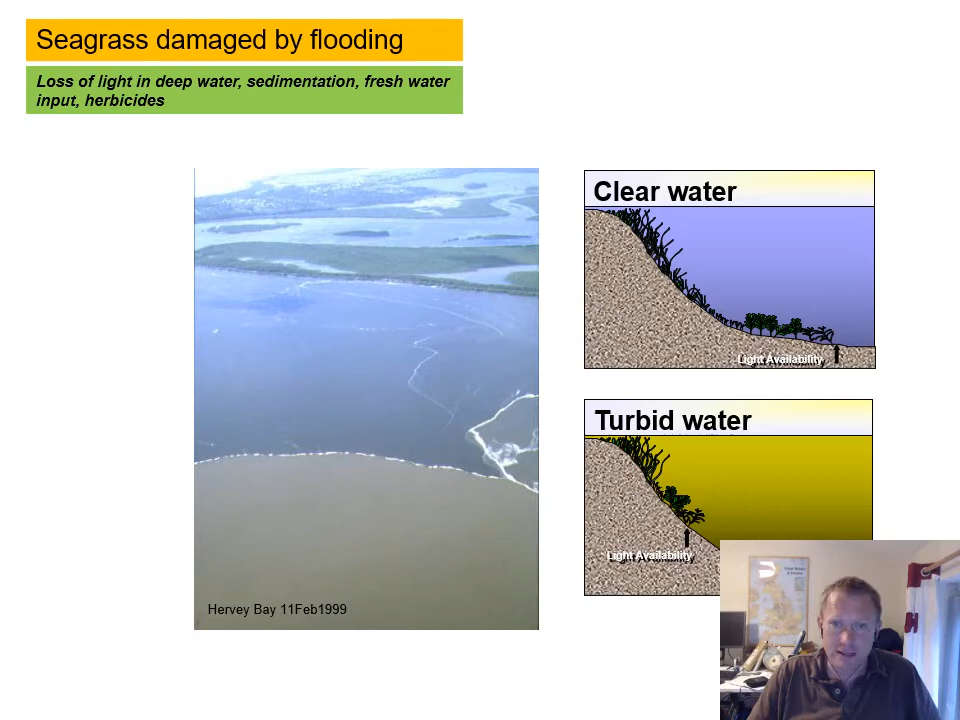 Seagrass damaged by flooding
Loss of light in deep water, sedimentation, fresh water
input, herbicides
Clear water
Light Availability
Turbid water
Light Availability
Hervey Bay 11Feb1999